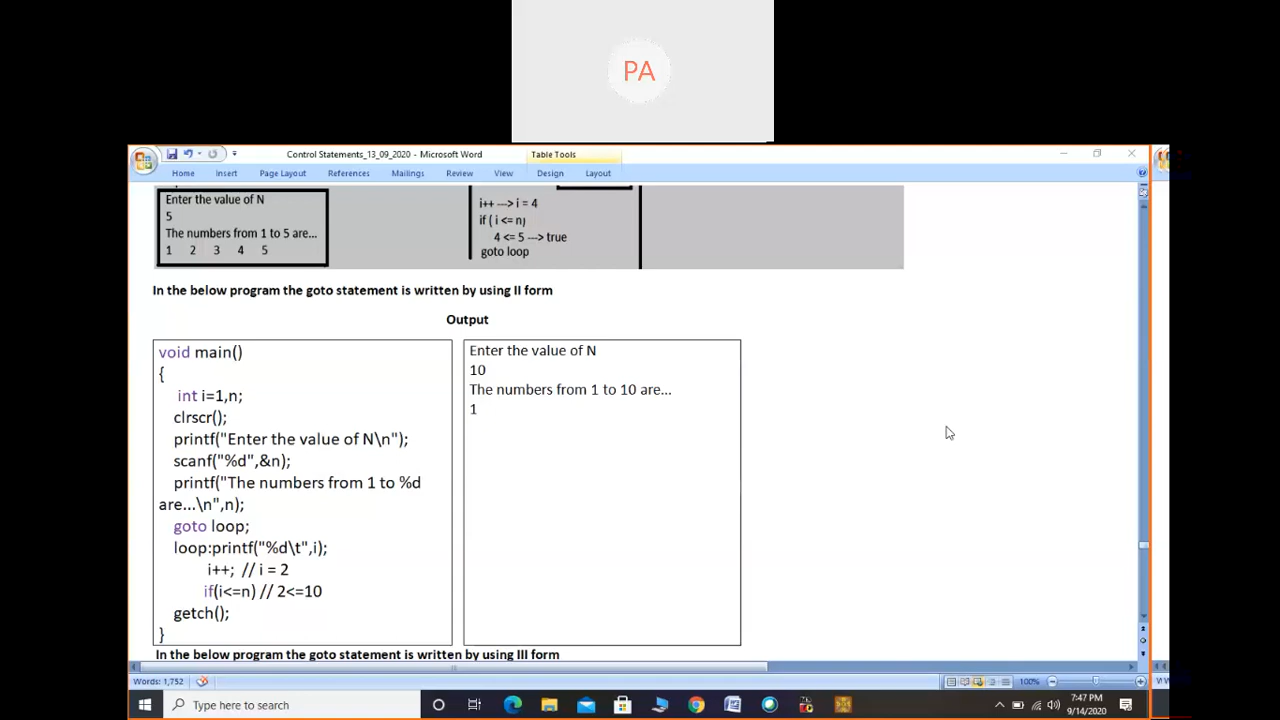 PA
Control Statements_13_09_2020 - Microsoft Word
Table Tools
Home Insert Page Layout References Mailings Review View Design Layout
Enter the value of N
5
The numbers from 1 to 5 are...
1 2 3 4 5
i++ ---> i = 4
if ( i <= n)
4 <= 5 ---> true
goto loop
In the below program the goto statement is written by using II form
Output
void main()
{
int i=1,n;
clrscr();
printf("Enter the value of N\n");
scanf("%d",&n);
printf("The numbers from 1 to %d
are...\n",n);
goto loop;
loop:printf("%d\t",i);
i++; // i = 2
if(i<=n) // 2<=10
getch();
}
Enter the value of N
10
The numbers from 1 to 10 are...
1
In the below program the goto statement is written by using III form
Words: 1,752
100%
Type here to search
7:47 PM
9/14/2020